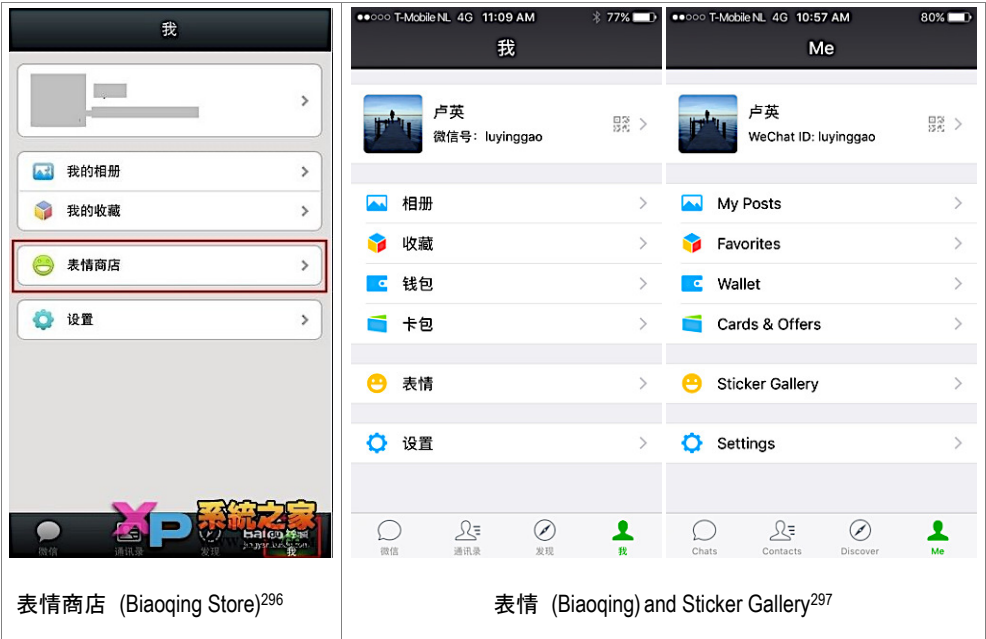 我
我的相册
我的收藏
表情商店
设置
XP
系統之家
微信
通讯录
发现
我
表情商店 (Biaoqing Store)296
T-Mobile NL 4G 11:09 AM 77%
我
卢英
微信号: luyinggao
相册
收藏
钱包
卡包
表情
设置
微信 通讯录 发现 我
T-Mobile NL 4G 10:57 AM 80%
Me
卢英
WeChat ID: luyinggao
My Posts
Favorites
Wallet
Cards & Offers
Sticker Gallery
Settings
Chats Contacts Discover Me
表情 (Biaoqing) and Sticker Gallery297